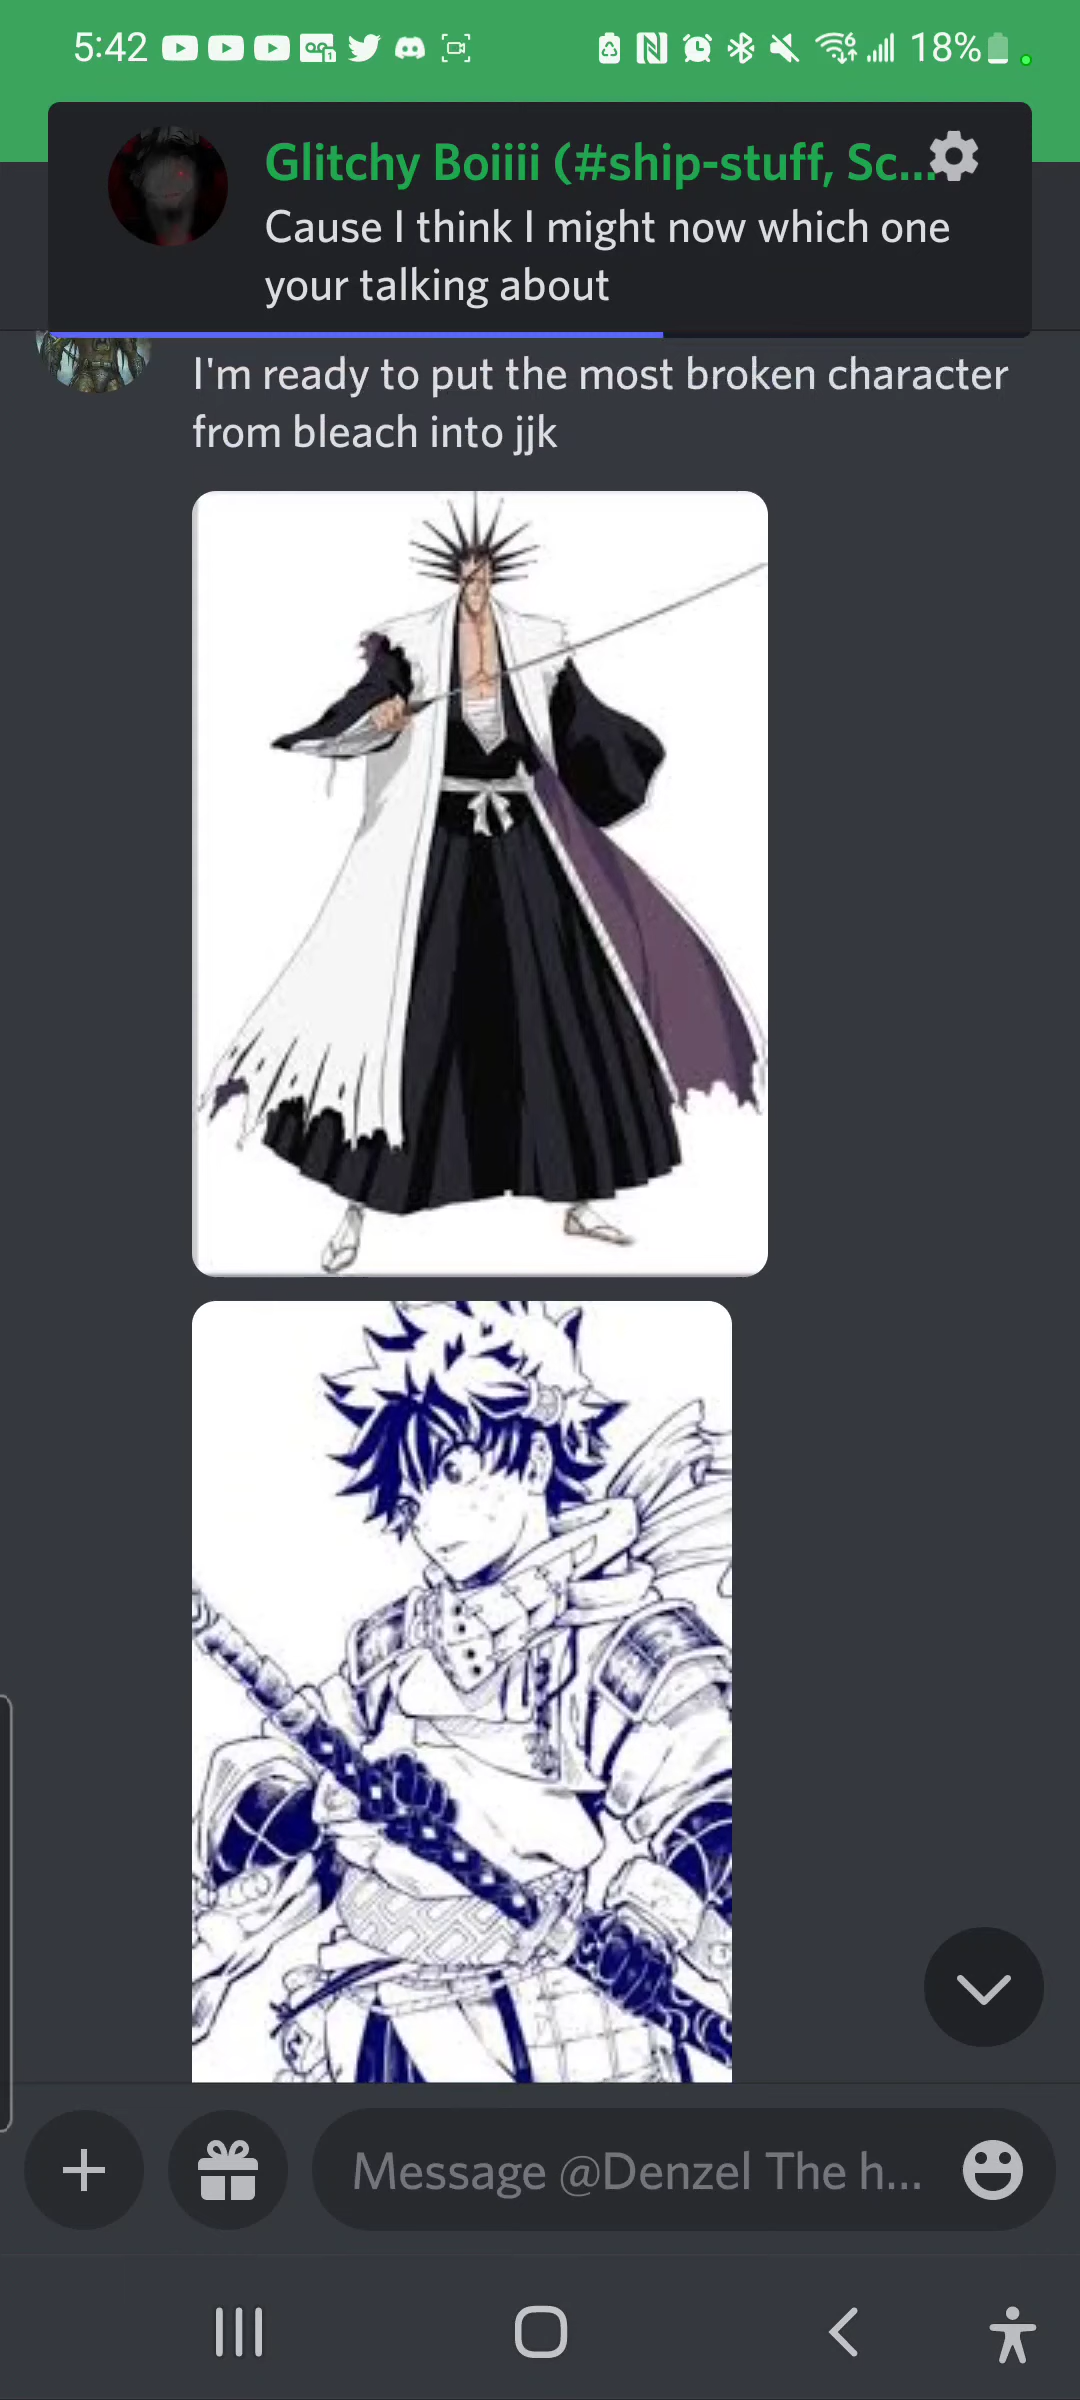 5:42
18%
Glitchy Boiiii (#ship-stuff, Sc...
Cause I think I might now which one
your talking about
I'm ready to put the most broken character
from bleach into jjk
Message @Denzel The h...